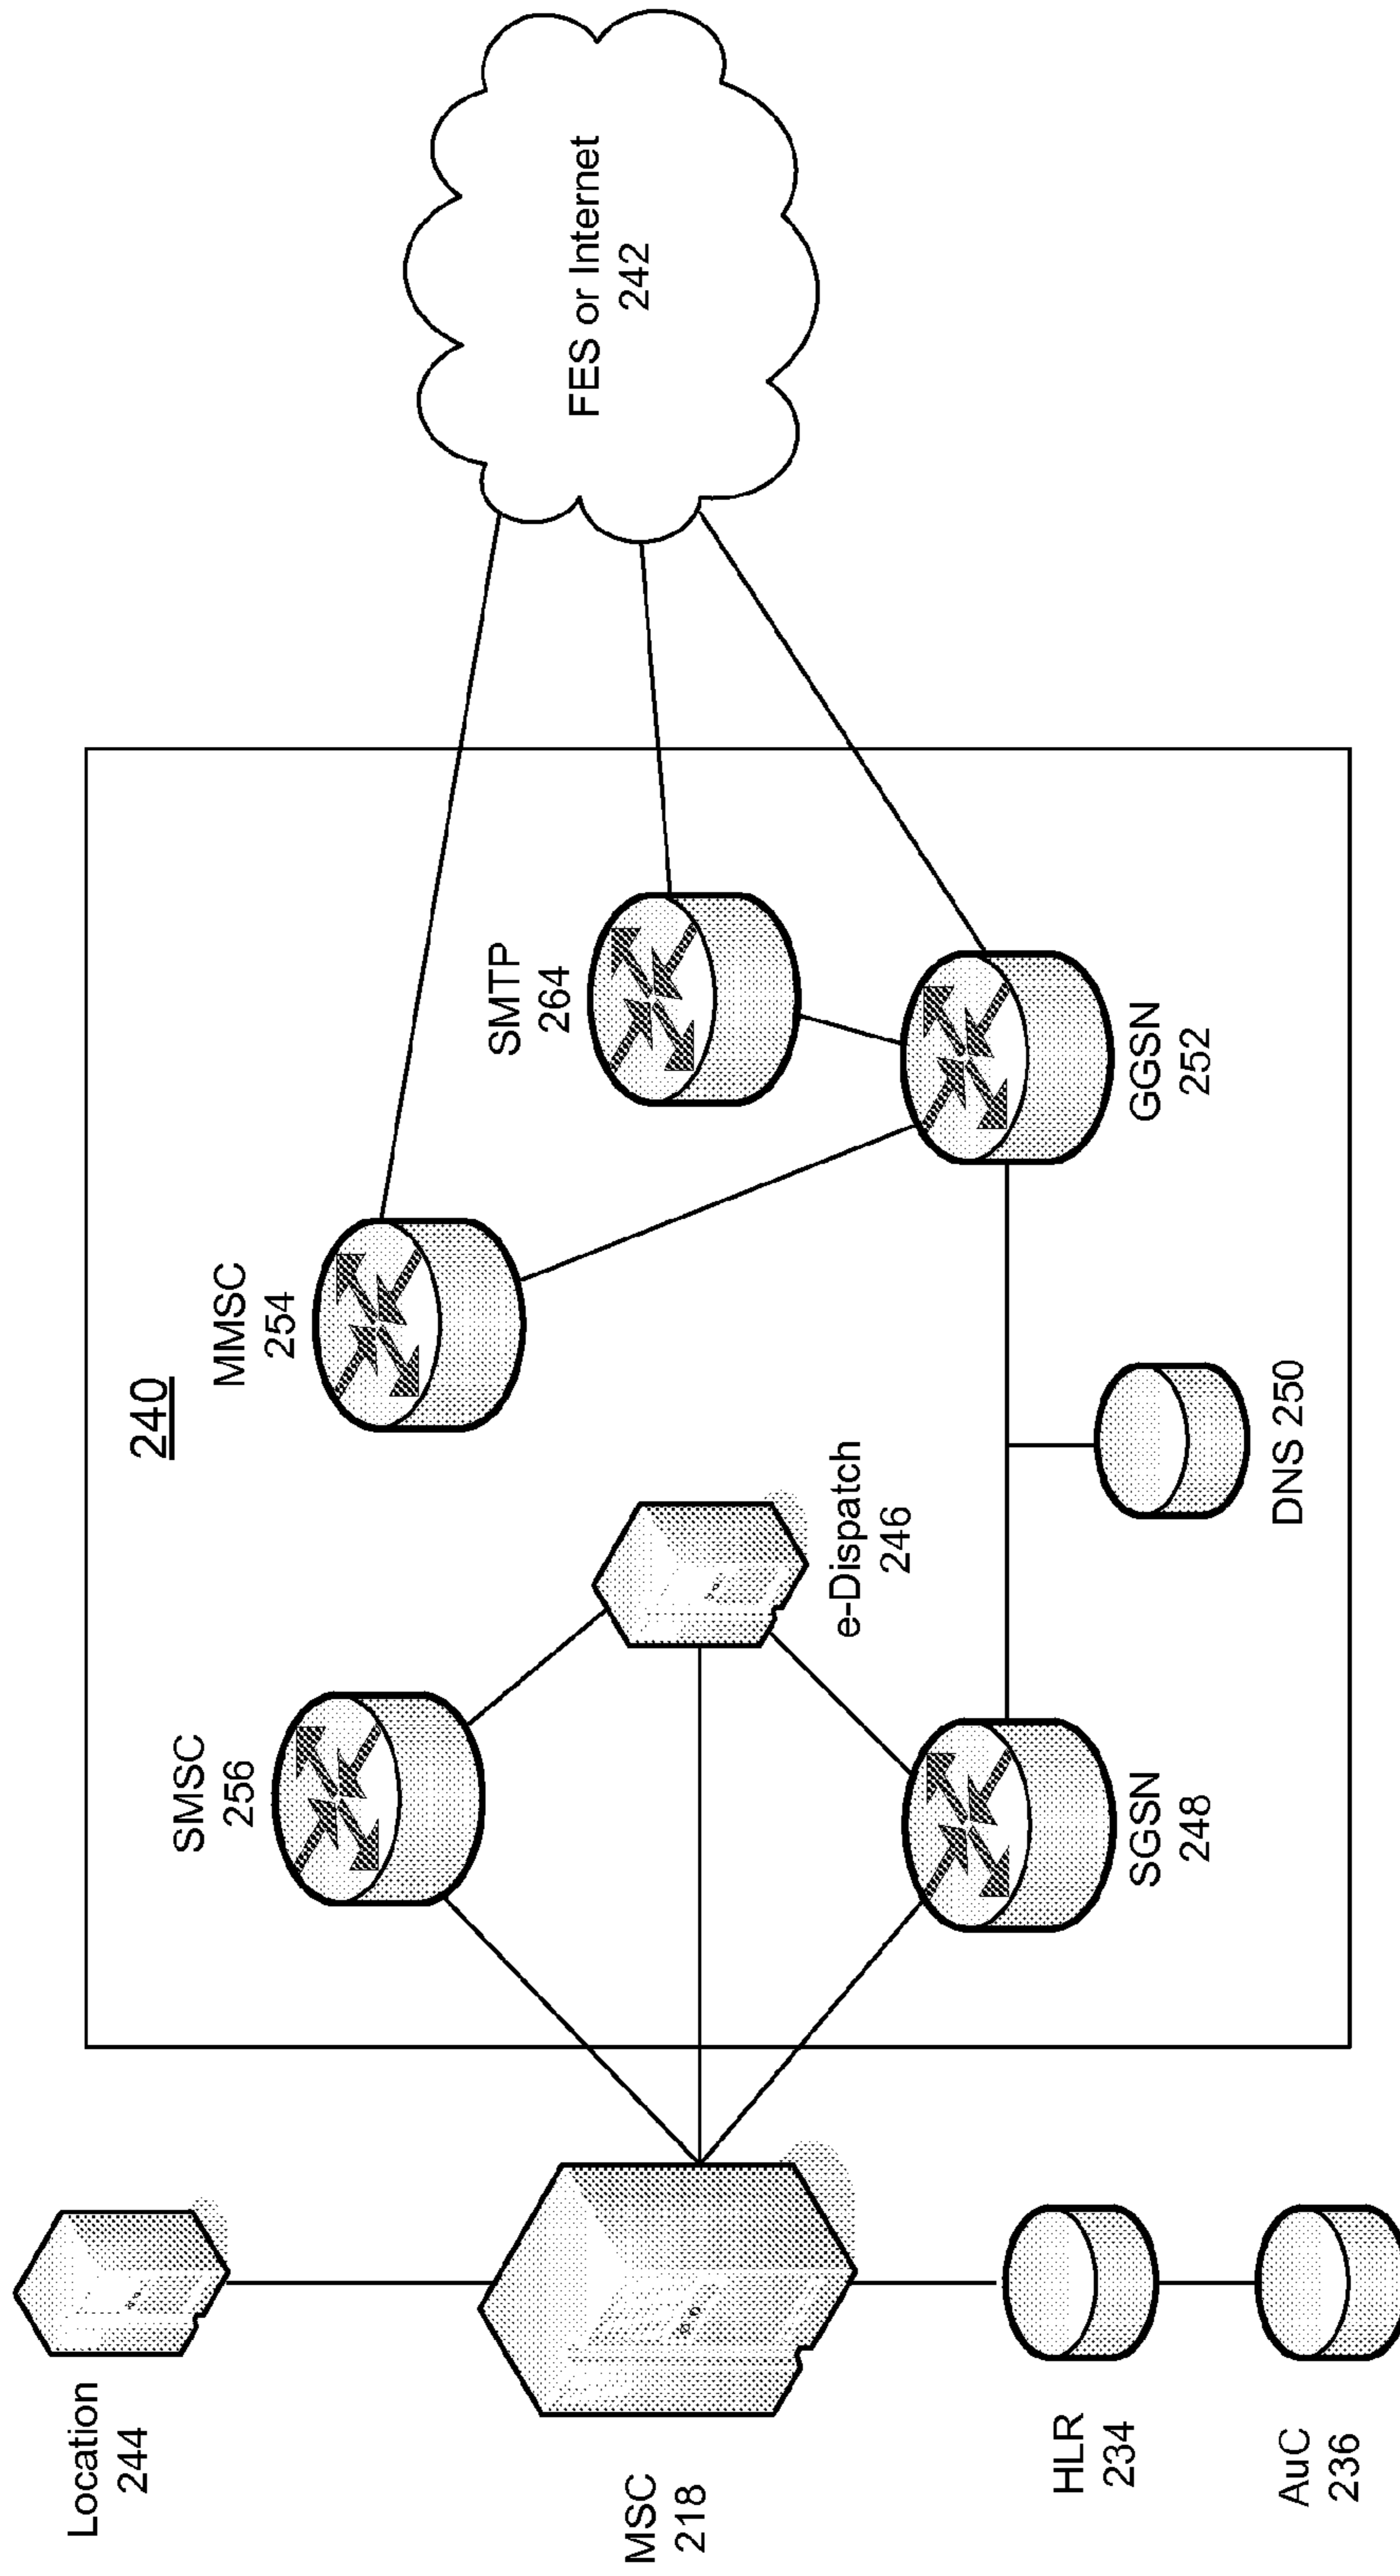 240
Location
244
MSC
218
HLR
234
AuC
236
SMSC
256
SGSN
248
e-Dispatch
246
DNS 250
MMSC
254
SMTP
264
GGSN
252
FES or Internet
242